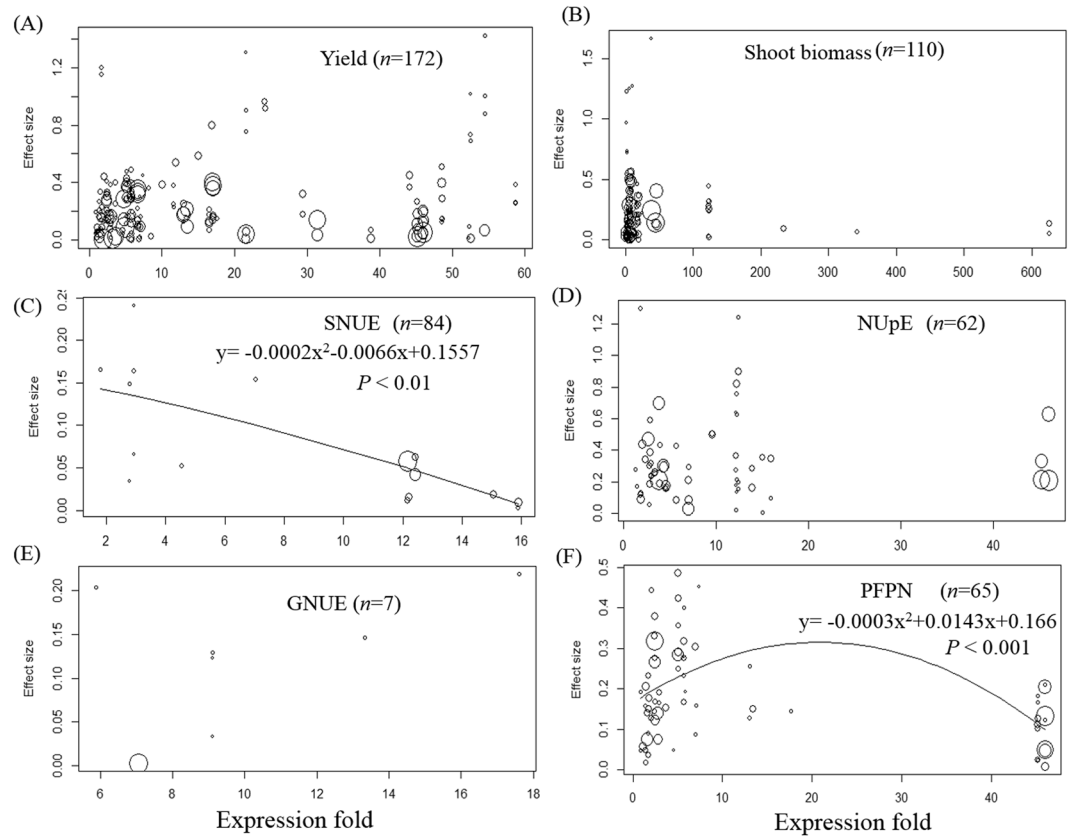 (A)
Yield (n=172)
Effect size
0.0 0.4 0.8 1.2
0 10 20 30 40 50 60
(B)
Shoot biomass (n=110)
Effect size
0.0 0.5 1.0 1.5
0 100 200 300 400 500 600
(C)
SNUE (n=84)
y= -0.0002x²-0.0066x+0.1557
P < 0.01
Effect size
0.00 0.05 0.10 0.15 0.20 0.25
2 4 6 8 10 12 14 16
(D)
NUpE (n=62)
Effect size
0.0 0.2 0.4 0.6 0.8 1.0 1.2
0 10 20 30 40
(E)
GNUE (n=7)
Effect size
0.00 0.05 0.10 0.15 0.20
6 8 10 12 14 16 18
Expression fold
(F)
PFPN (n=65)
y= -0.0003x²+0.0143x+0.166
P < 0.001
Effect size
0.0 0.1 0.2 0.3 0.4 0.5
0 10 20 30 40
Expression fold